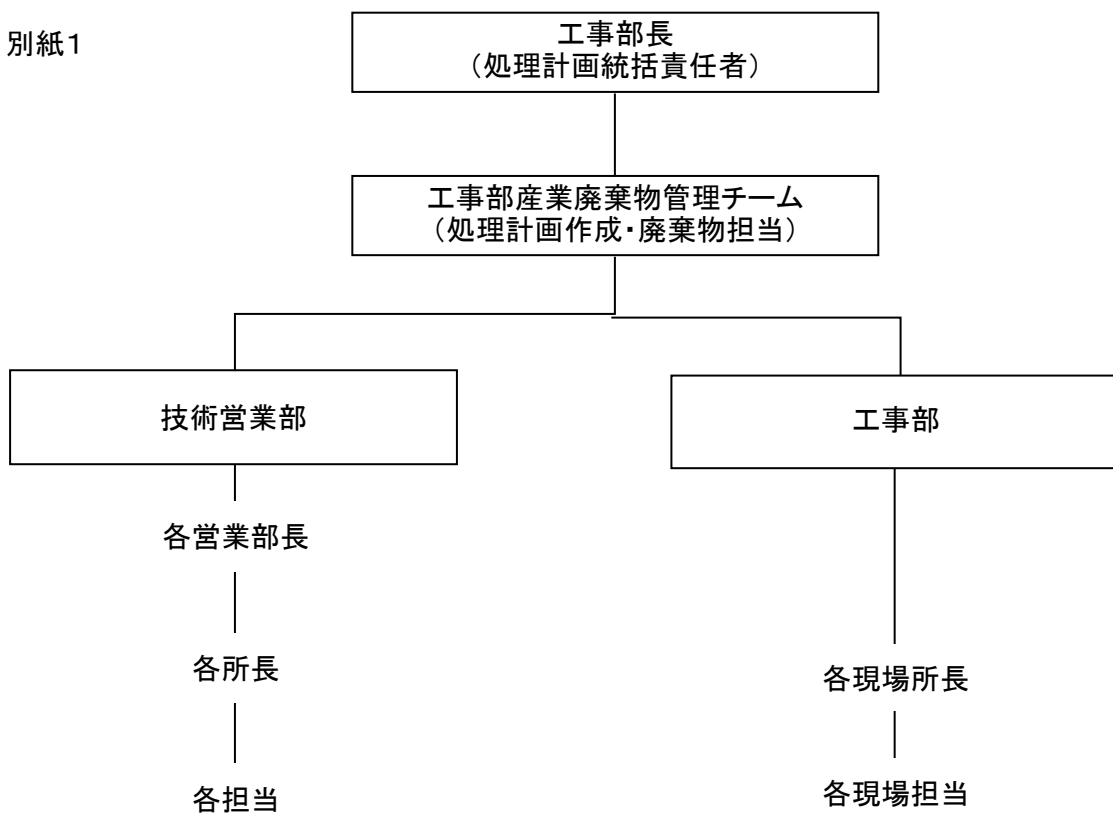 別紙１
工事部長
（処理計画統括責任者）
工事部産業廃棄物管理チーム
（処理計画作成・廃棄物担当）
技術営業部
工事部
各営業部長
各所長
各現場所長
各担当
各現場担当